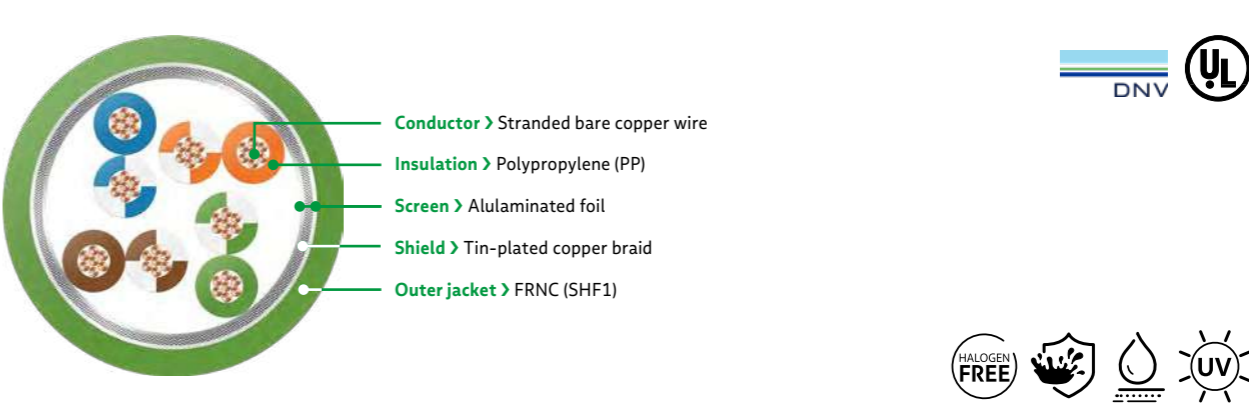 DNV
UL
Conductor › Stranded bare copper wire
Insulation › Polypropylene (PP)
Screen › Alulaminated foil
Shield › Tin-plated copper braid
Outer jacket › FRNC (SHF1)
HALOGEN
FREE
UV